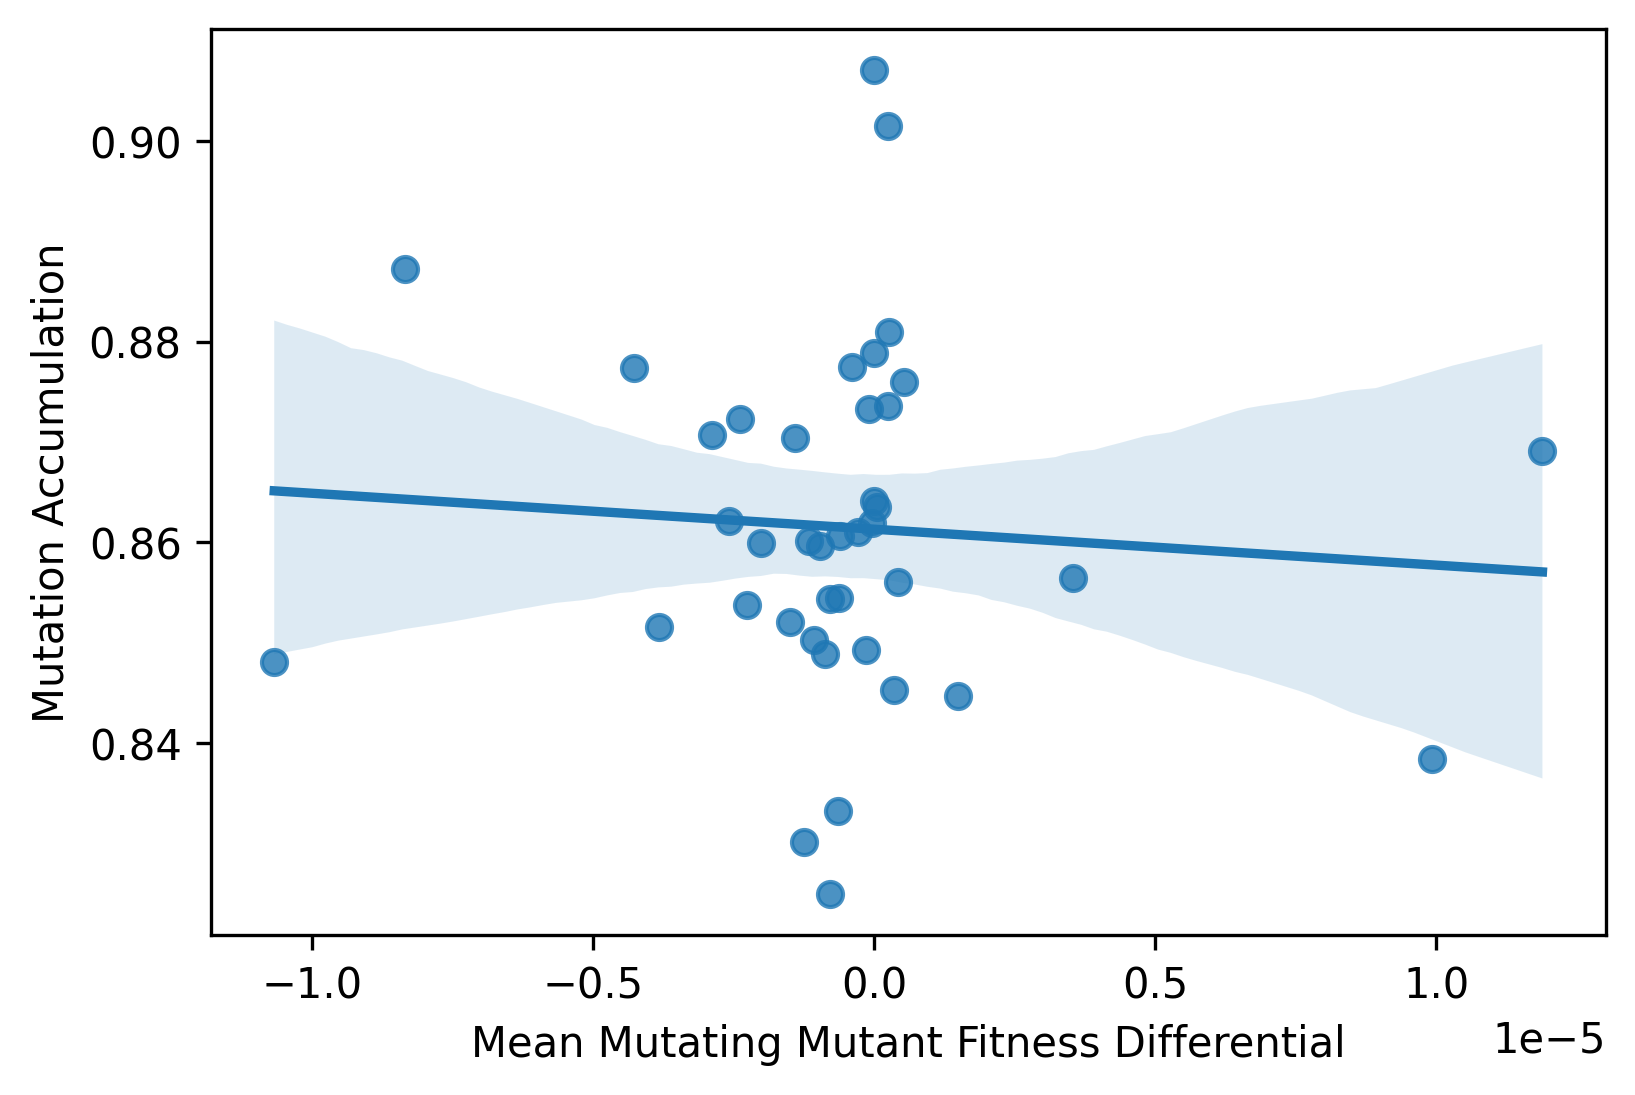 0.90
0.88
0.86
0.84
Mutation Accumulation
−1.0 −0.5 0.0 0.5 1.0
1e−5
Mean Mutating Mutant Fitness Differential